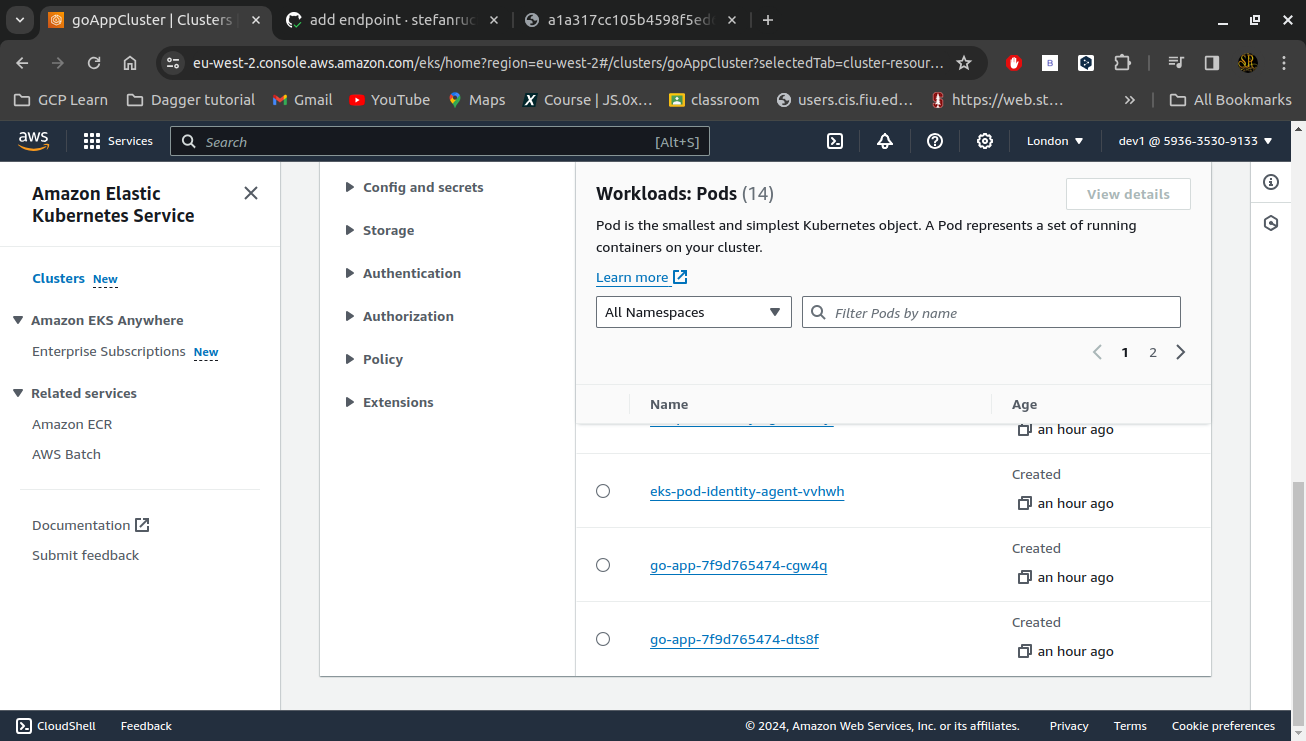 goAppCluster | Clusters
add endpoint · stefanruc
a1a317cc105b4598f5ed
eu-west-2.console.aws.amazon.com/eks/home?region=eu-west-2#/clusters/goAppCluster?selectedTab=cluster-resour...
GCP Learn
Dagger tutorial
Gmail
YouTube
Maps
Course | JS.0x...
classroom
users.cis.fiu.ed...
https://web.st...
All Bookmarks
aws
Services
Search
[Alt+S]
London
dev1 @ 5936-3530-9133
Amazon Elastic
Kubernetes Service
Clusters New
Amazon EKS Anywhere
Enterprise Subscriptions New
Related services
Amazon ECR
AWS Batch
Documentation
Submit feedback
Config and secrets
Storage
Authentication
Authorization
Policy
Extensions
Workloads: Pods (14)
View details
Pod is the smallest and simplest Kubernetes object. A Pod represents a set of running
containers on your cluster.
Learn more
All Namespaces
Filter Pods by name
1 2
Name
Age
an hour ago
eks-pod-identity-agent-vvhwh
Created
an hour ago
go-app-7f9d765474-cgw4q
Created
an hour ago
go-app-7f9d765474-dts8f
Created
an hour ago
CloudShell
Feedback
© 2024, Amazon Web Services, Inc. or its affiliates.
Privacy
Terms
Cookie preferences